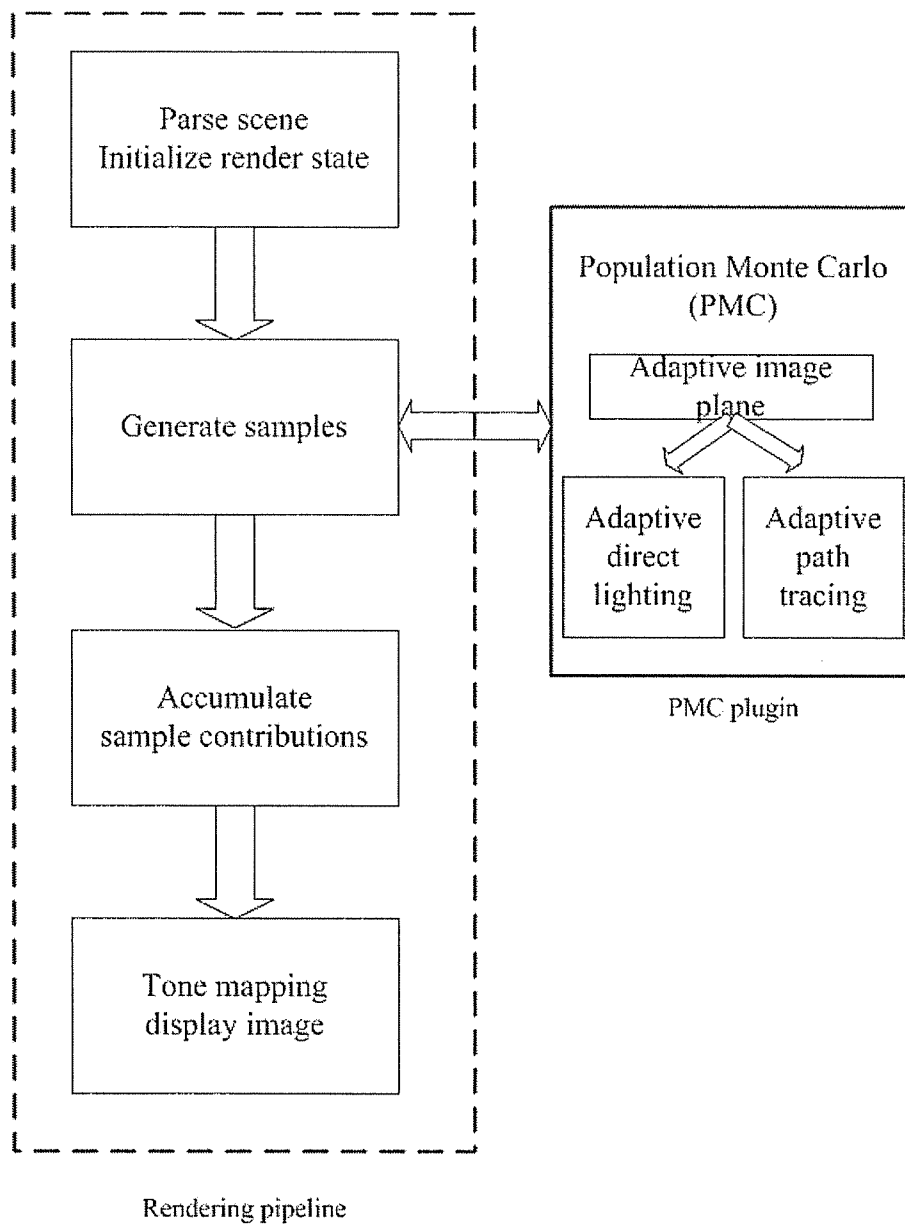 Parse scene
Initialize render state
Generate samples
Accumulate
sample contributions
Tone mapping
display image
Rendering pipeline
Population Monte Carlo
(PMC)
Adaptive image
plane
Adaptive
direct
lighting
Adaptive
path
tracing
PMC plugin